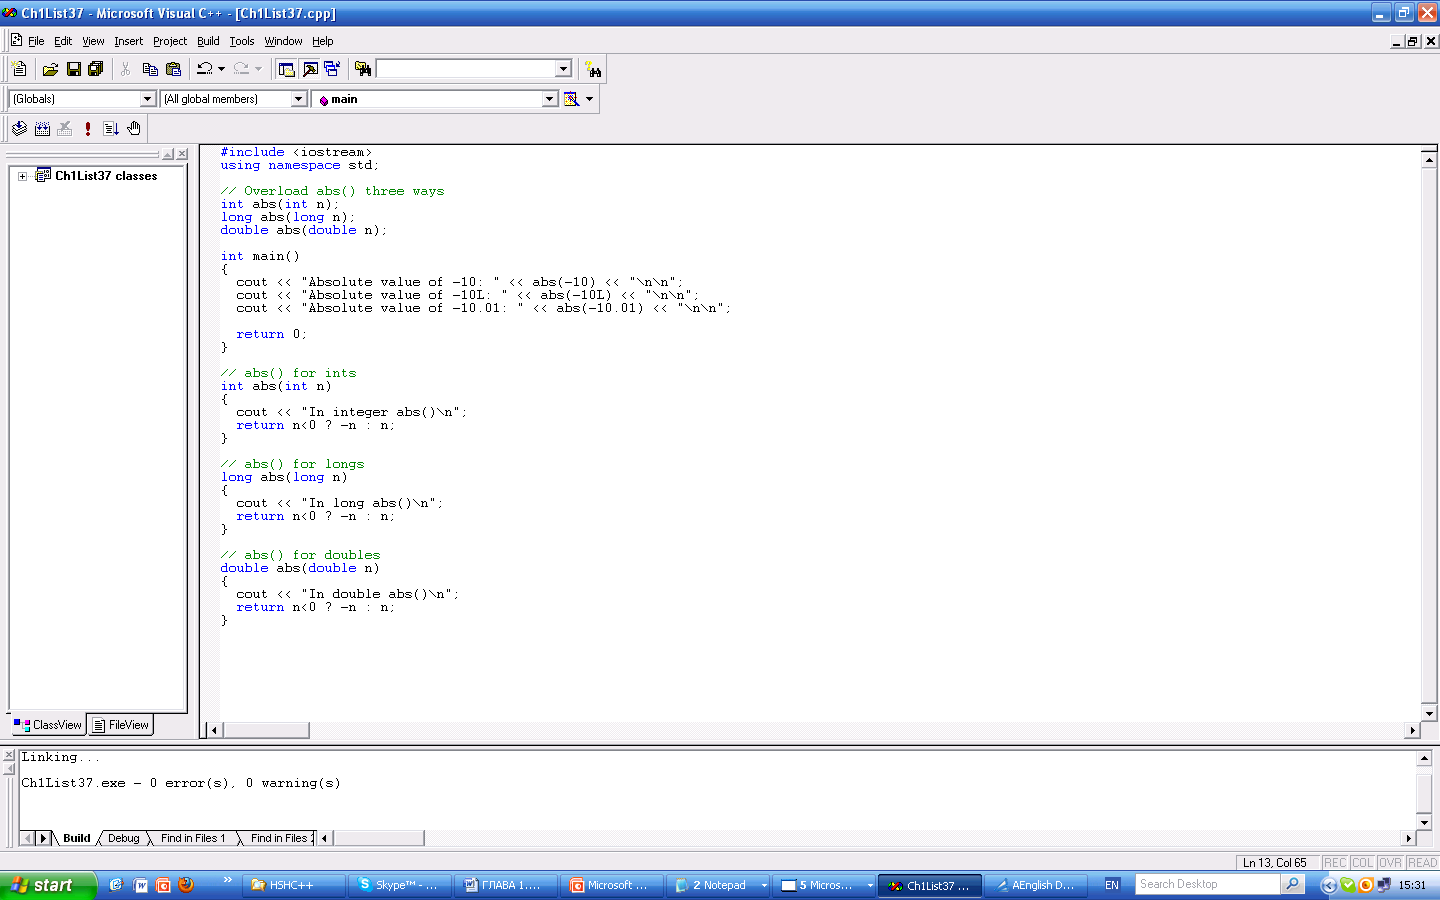 Ch1List37 - Microsoft Visual C++ - [Ch1List37.cpp]
File Edit View Insert Project Build Tools Window Help
(Globals) (All global members) main
Ch1List37 classes
ClassView FileView
#include <iostream>
using namespace std;
// Overload abs() three ways
int abs(int n);
long abs(long n);
double abs(double n);
int main()
{
cout << "Absolute value of -10: " << abs(-10) << "\n\n";
cout << "Absolute value of -10L: " << abs(-10L) << "\n\n";
cout << "Absolute value of -10.01: " << abs(-10.01) << "\n\n";
return 0;
}
// abs() for ints
int abs(int n)
{
cout << "In integer abs()\n";
return n<0 ? -n : n;
}
// abs() for longs
long abs(long n)
{
cout << "In long abs()\n";
return n<0 ? -n : n;
}
// abs() for doubles
double abs(double n)
{
cout << "In double abs()\n";
return n<0 ? -n : n;
}
Linking...
Ch1List37.exe - 0 error(s), 0 warning(s)
Build Debug Find in Files 1 Find in Files 2
Ln 13, Col 65 REC COL OVR READ
start HSHC++ Skype™ - ... ГЛАВА 1.... Microsoft ... 2 Notepad 5 Micros... Ch1List37 ... AEnglish D... EN Search Desktop 15:31